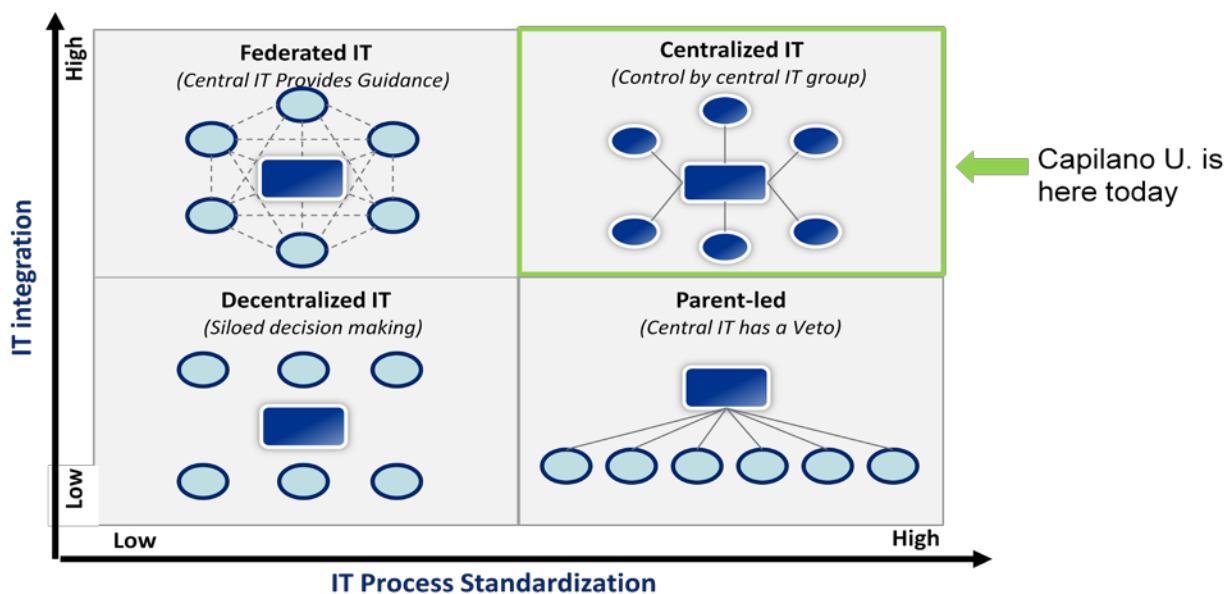 High
Federated IT
(Central IT Provides Guidance)
Centralized IT
(Control by central IT group)
Capilano U. is
here today
IT integration
Decentralized IT
(Siloed decision making)
Parent-led
(Central IT has a Veto)
Low
Low
High
IT Process Standardization